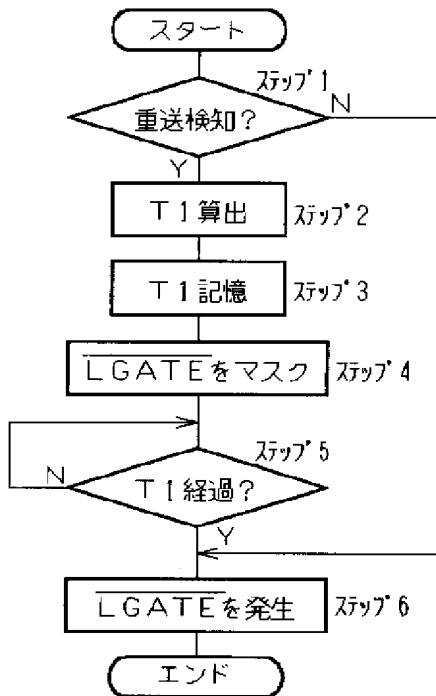 スタート
ステップ1
重送検知?
N
Y
T1算出
ステップ2
T1記憶
ステップ3
LGATEをマスク
ステップ4
ステップ5
N
T1経過?
Y
LGATEを発生
ステップ6
エンド